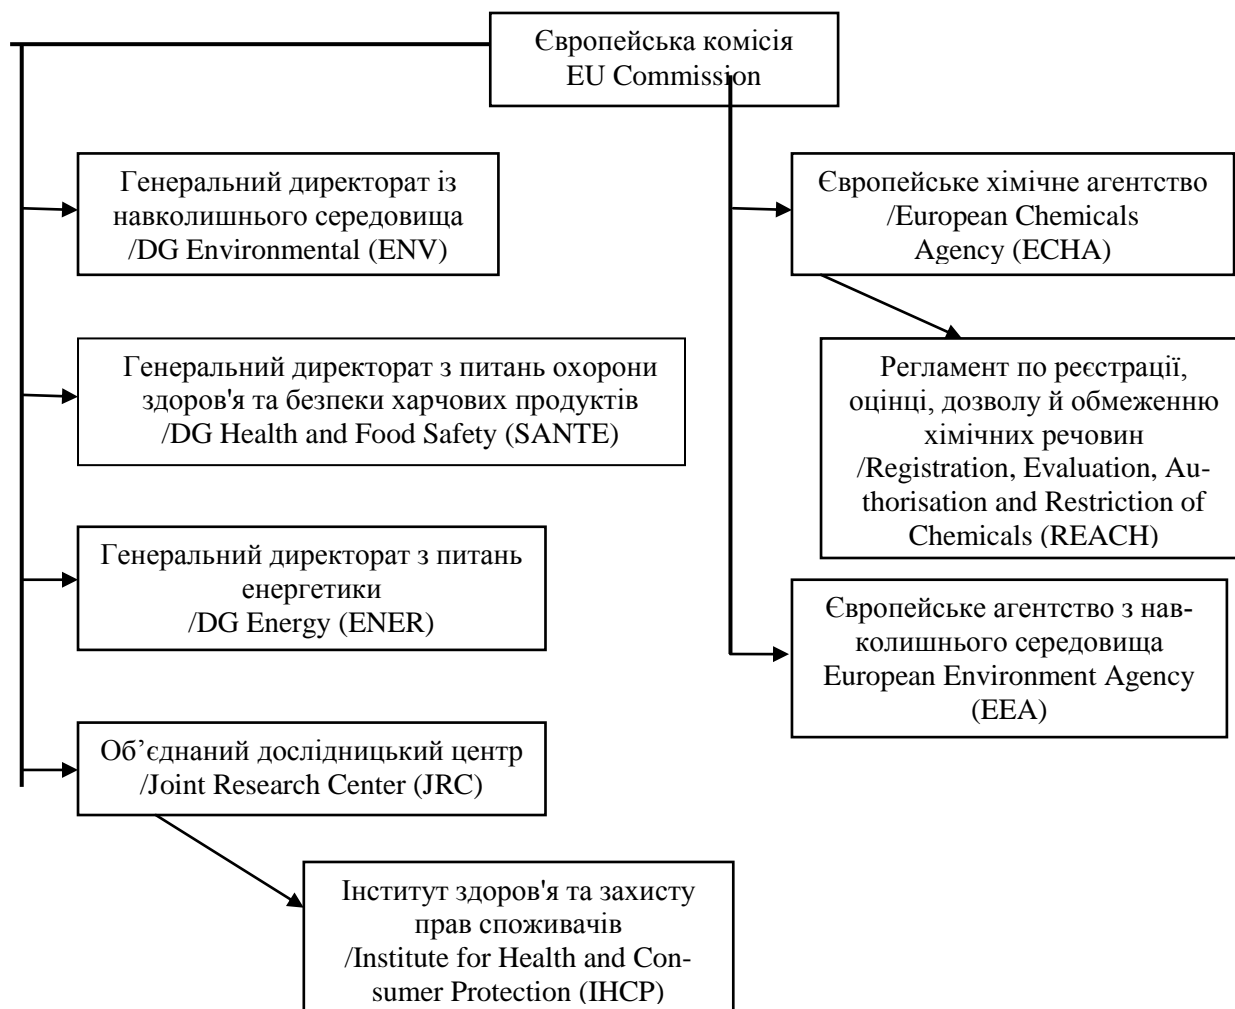 Європейська комісія
EU Commission
Генеральний директорат із
навколишнього середовища
/DG Environmental (ENV)
Європейське хімічне агентство
/European Chemicals
Agency (ECHA)
Генеральний директорат з питань охорони
здоров'я та безпеки харчових продуктів
/DG Health and Food Safety (SANTE)
Регламент по реєстрації,
оцінці, дозволу й обмеженню
хімічних речовин
/Registration, Evaluation, Au-
thorisation and Restriction of
Chemicals (REACH)
Генеральний директорат з питань
енергетики
/DG Energy (ENER)
Європейське агентство з нав-
колишнього середовища
European Environment Agency
(EEA)
Об’єднаний дослідницький центр
/Joint Research Center (JRC)
Інститут здоров'я та захисту
прав споживачів
/Institute for Health and Con-
sumer Protection (IHCP)